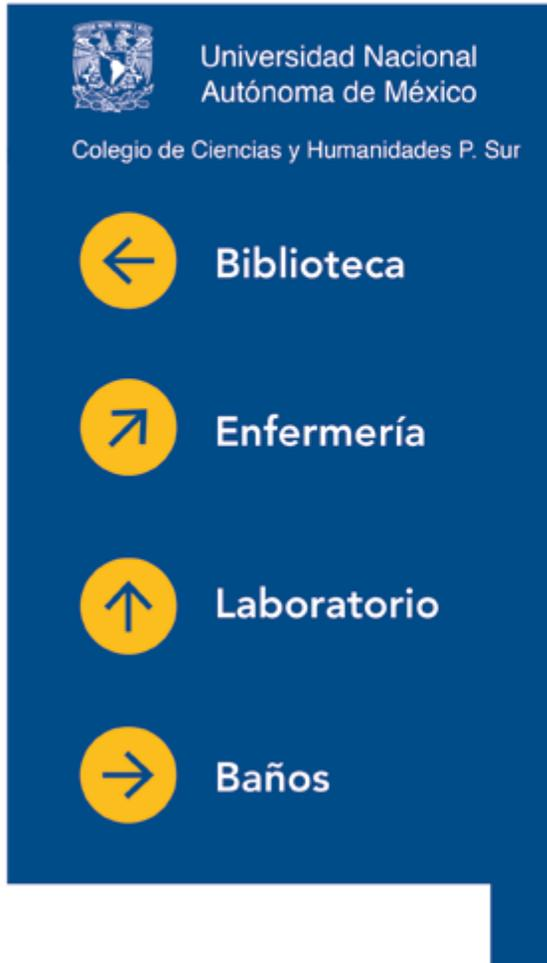 Universidad Nacional
Autónoma de México
Colegio de Ciencias y Humanidades P. Sur
Biblioteca
Enfermería
Laboratorio
Baños